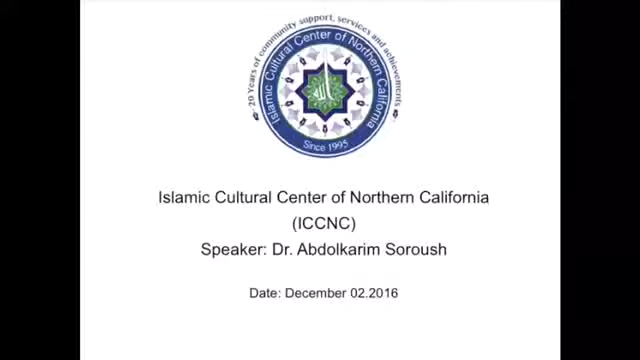 20 Years of community support, services and achievements
Islamic Cultural Center of Northern California
Since 1995
Islamic Cultural Center of Northern California
(ICCNC)
Speaker: Dr. Abdolkarim Soroush
Date: December 02.2016